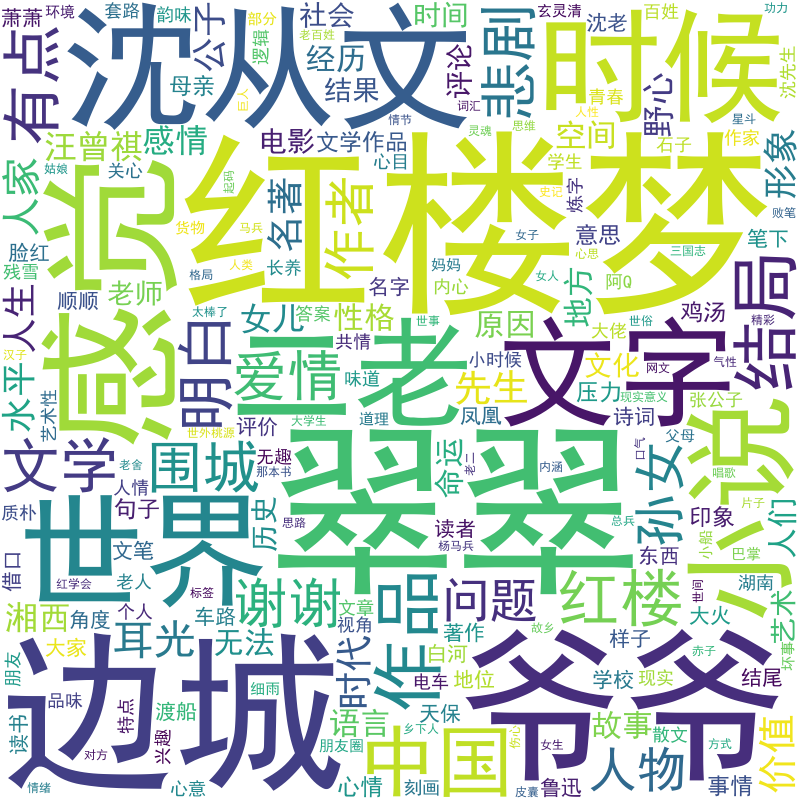 沈从文
时候
红楼梦
感觉
二老
文字
翠翠
世界
小说
边城
爷爷
作品
中国
结局
悲剧
有点
文学
围城
谢谢
爱情
红楼
孙女
人物
问题
价值
明白
作者
名著
先生
湘西
人家
汪曾祺
感情
公子
社会
时间
经历
结果
评论
野心
空间
形象
电影
文学作品
母亲
逻辑
部分
玄灵清
沈老
百姓
功力
沈先生
萧萧
环境
套路
韵味
老百姓
巨人
情节
词汇
人性
青春
作家
石子
星斗
姑娘
关心
心目
灵魂
思维
学生
炼字
史记
败笔
意思
笔下
货物
马兵
起码
女子
心思
三国志
脸红
残雪
格局
人类
长养
妈妈
内心
女人
名字
地方
阿Q
人生
顺顺
老师
太棒了
女儿
答案
世事
性格
原因
小时候
大佬
世俗
鸡汤
精彩
汉子
艺术性
水平
共情
味道
文化
网文
气性
评价
大学生
道理
凤凰
压力
现实意义
诗词
张公子
世外桃源
无趣
那本书
命运
老二
内涵
父母
口气
唱歌
老舍
人情
句子
历史
思路
读者
杨马兵
总兵
东西
小船
印象
片子
人们
质朴
文笔
借口
巴掌
红学会
标签
老人
个人
车路
文章
著作
世间
湖南
大火
艺术
角度
耳光
无法
视角
时代
白河
故乡
样子
赤子
坏事
大家
朋友
品味
特点
渡船
细雨
电车
地位
学校
现实
结尾
读书
兴趣
语言
天保
朋友圈
乡下人
伤心
女生
故事
散文
方式
情绪
对方
心意
心情
刻画
皮囊
鲁迅
事情